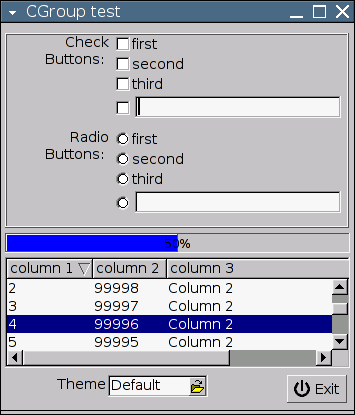 CGroup test
Check Buttons:
first
second
third
Radio Buttons:
first
second
third
50%
column 1 column 2 Column 3
2 99998 Column 2
3 99997 Column 2
4 99996 Column 2
5 99995 Column 2
Theme Default Exit